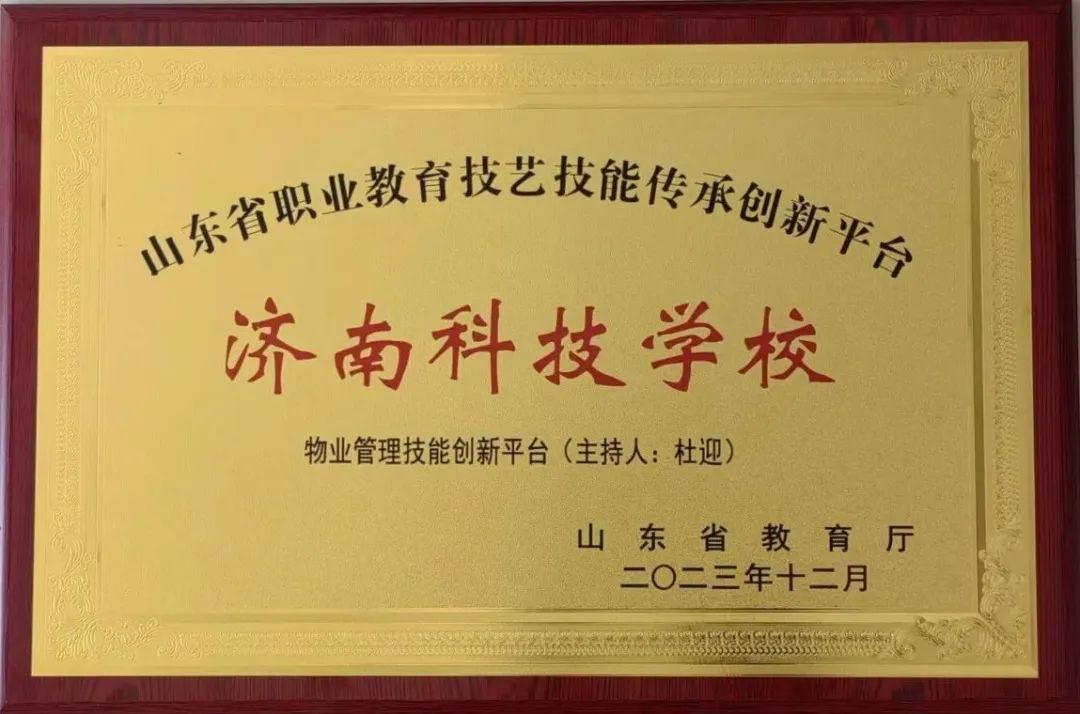 山东省职业教育技艺技能传承创新平台
济南科技学校
物业管理技能创新平台（主持人：杜迎）
山东省教育厅
二〇二三年十二月